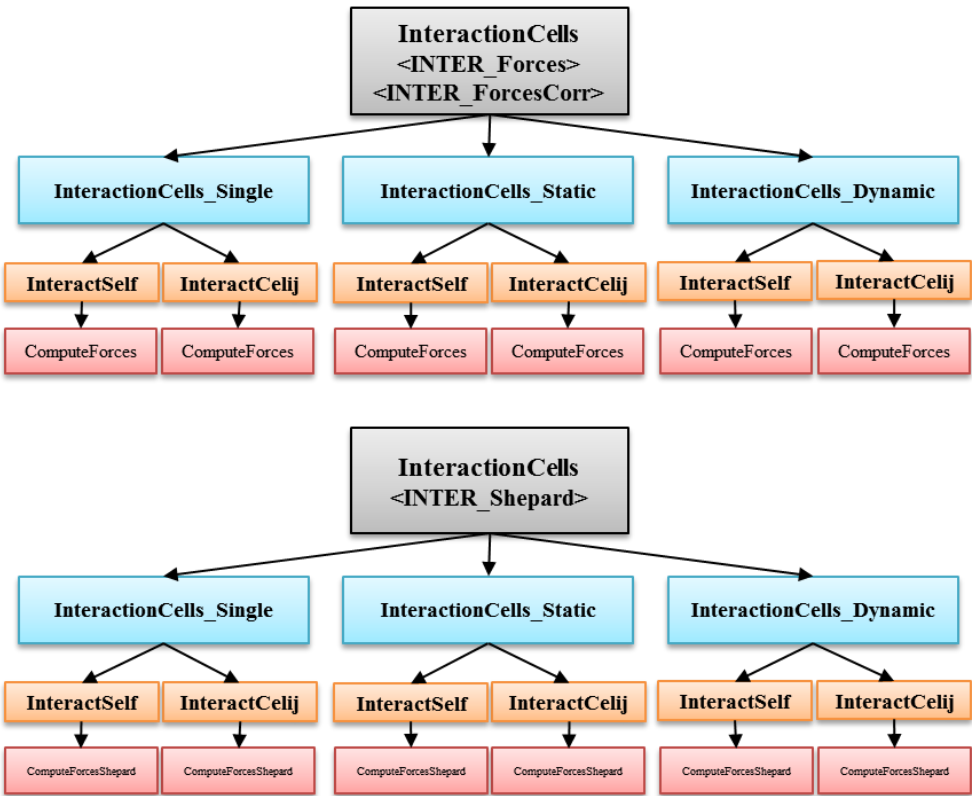 InteractionCells
<INTER_Forces>
<INTER_ForcesCorr>
InteractionCells_Single
InteractionCells_Static
InteractionCells_Dynamic
InteractSelf
InteractCelij
InteractSelf
InteractCelij
InteractSelf
InteractCelij
ComputeForces
ComputeForces
ComputeForces
ComputeForces
ComputeForces
ComputeForces
InteractionCells
<INTER_Shepard>
InteractionCells_Single
InteractionCells_Static
InteractionCells_Dynamic
InteractSelf
InteractCelij
InteractSelf
InteractCelij
InteractSelf
InteractCelij
ComputeForcesShepard
ComputeForcesShepard
ComputeForcesShepard
ComputeForcesShepard
ComputeForcesShepard
ComputeForcesShepard